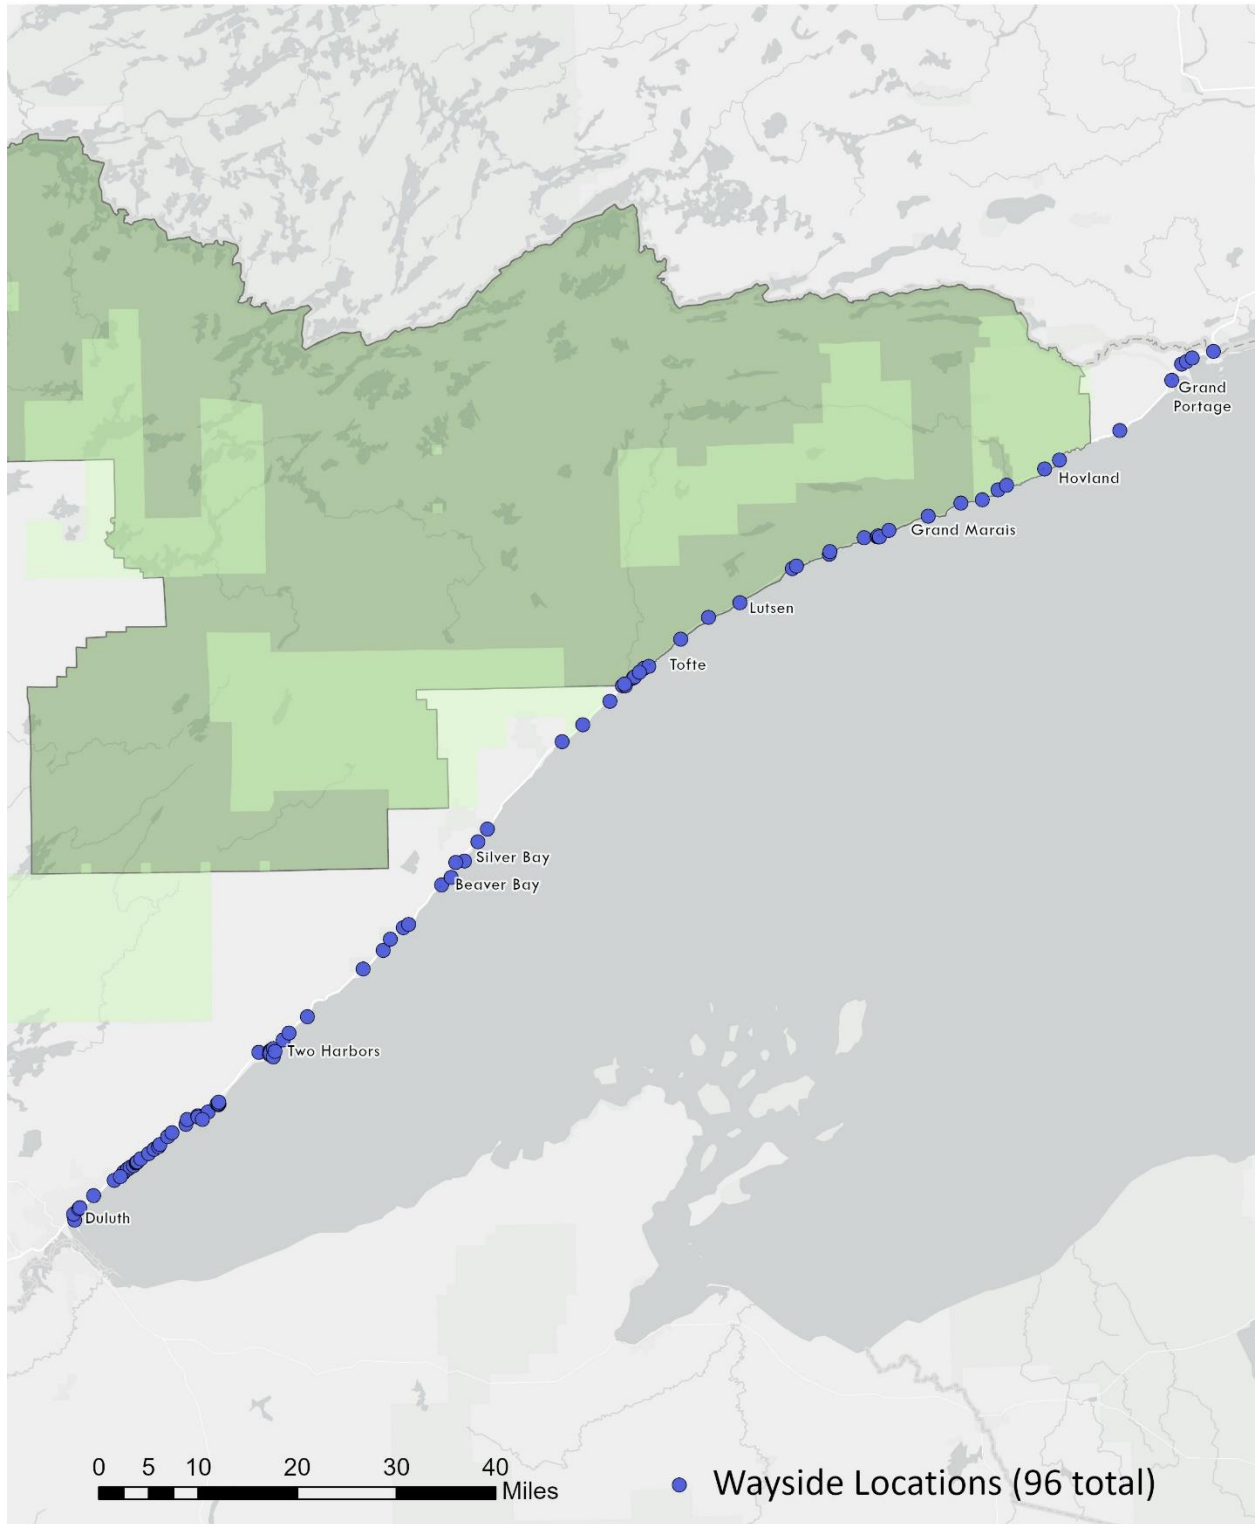 Grand
Portage
Hovland
Grand Marais
Lutsen
Tofte
Silver Bay
Beaver Bay
Two Harbors
Duluth
0 5 10 20 30 40
Miles
Wayside Locations (96 total)